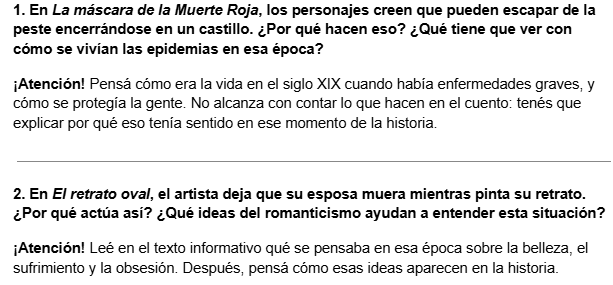 1. En La máscara de la Muerte Roja, los personajes creen que pueden escapar de la
peste encerrándose en un castillo. ¿Por qué hacen eso? ¿Qué tiene que ver con
cómo se vivían las epidemias en esa época?
¡Atención! Pensá cómo era la vida en el siglo XIX cuando había enfermedades graves, y
cómo se protegía la gente. No alcanza con contar lo que hacen en el cuento: tenés que
explicar por qué eso tenía sentido en ese momento de la historia.
2. En El retrato oval, el artista deja que su esposa muera mientras pinta su retrato.
¿Por qué actúa así? ¿Qué ideas del romanticismo ayudan a entender esta situación?
¡Atención! Leé en el texto informativo qué se pensaba en esa época sobre la belleza, el
sufrimiento y la obsesión. Después, pensá cómo esas ideas aparecen en la historia.